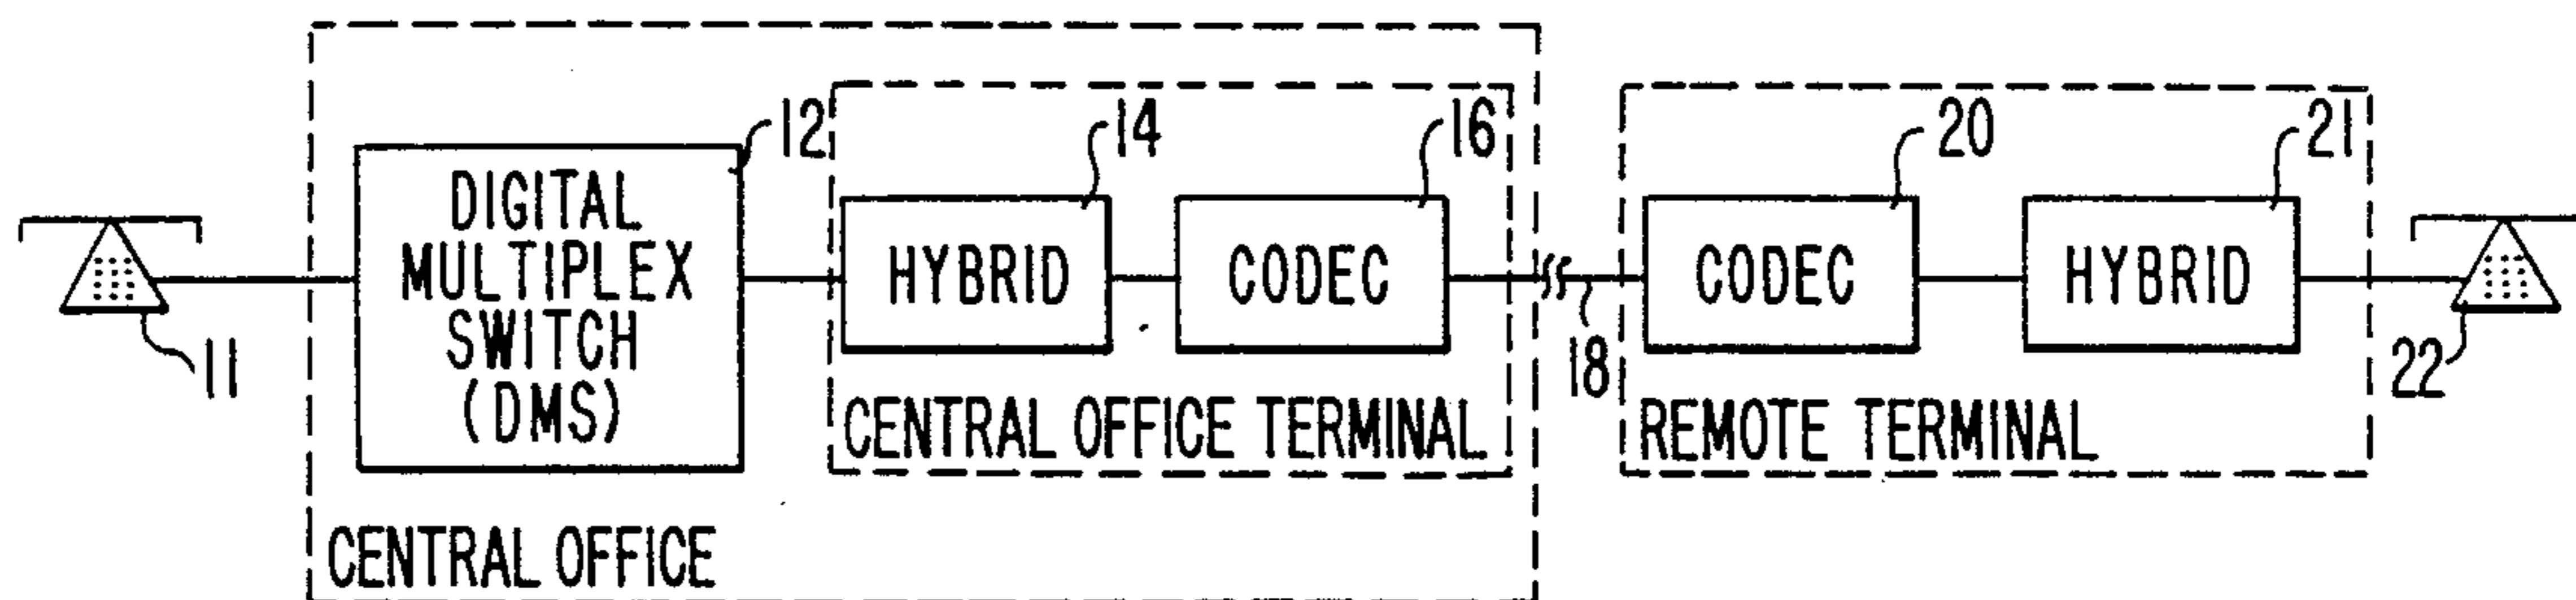 12
14
16
20
21
DIGITAL
MULTIPLEX
SWITCH
(DMS)
HYBRID
CODEC
CODEC
HYBRID
11
18
22
CENTRAL OFFICE TERMINAL
REMOTE TERMINAL
CENTRAL OFFICE